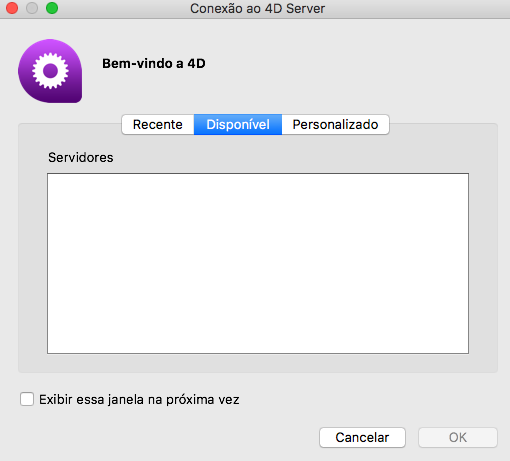 Conexão ao 4D Server
Bem-vindo a 4D
Recente
Disponível
Personalizado
Servidores
Exibir essa janela na próxima vez
Cancelar
OK